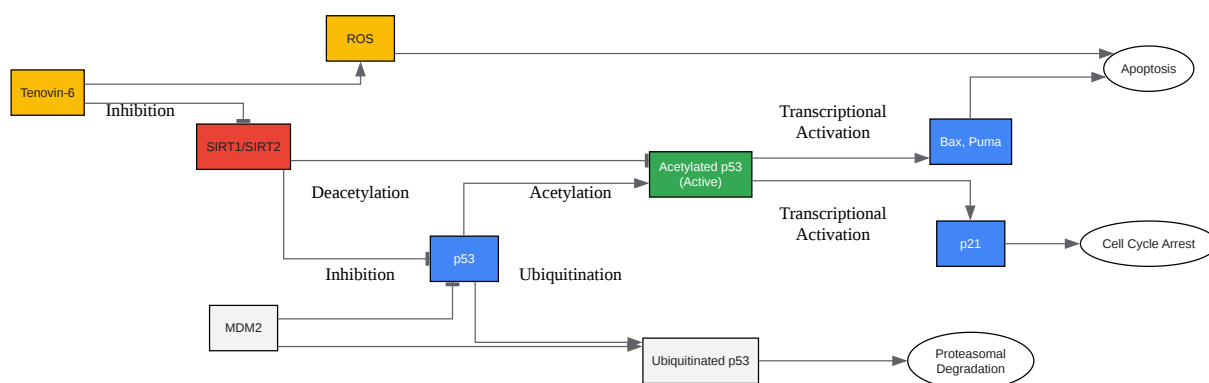 ROS
Apoptosis
Tenovin-6
Inhibition
Transcriptional
Activation
SIRT1/SIRT2
Bax, Puma
Acetylated p53
(Active)
Deacetylation
Acetylation
Transcriptional
Activation
p21
Cell Cycle Arrest
p53
Inhibition
Ubiquitination
MDM2
Ubiquitinated p53
Proteasomal
Degradation